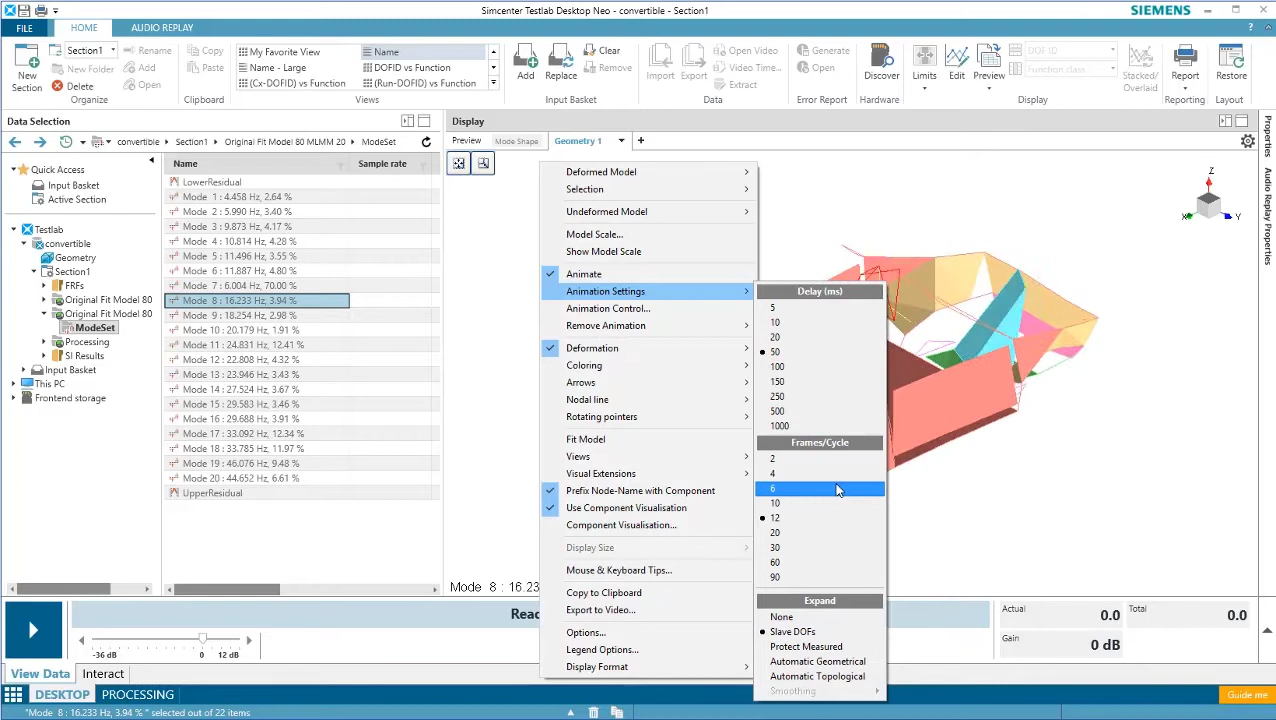 Simcenter Testlab Desktop Neo - convertible - Section1
SIEMENS
FILE
HOME
AUDIO REPLAY
New Section
Section1
Rename
New Folder
Add
Delete
Open
Organize
Copy
Paste
Clipboard
My Favorite View
Name
Name - Large
DOFID vs Function
(Cx-DOFID) vs Function
(Run-DOFID) vs Function
Views
Add
Replace
Clear
Remove
Input Basket
Import
Export
Open Video
Video Time...
Extract
Data
Generate
Open
Error Report
Discover
Hardware
Limits
Edit
Preview
DOF ID
Function class
Stacked/
Overlaid
Display
Report
Reporting
Restore
Layout
Data Selection
convertible
Section1
Original Fit Model 80 MLMM 20
ModeSet
Quick Access
Input Basket
Active Section
Testlab
convertible
Geometry
Section1
FRFs
Original Fit Model 80
Original Fit Model 80
ModeSet
Processing
SI Results
Input Basket
This PC
Frontend storage
Name
Sample rate
LowerResidual
Mode 1 : 4.458 Hz, 2.64 %
Mode 2 : 5.990 Hz, 3.40 %
Mode 3 : 9.873 Hz, 4.17 %
Mode 4 : 10.814 Hz, 4.28 %
Mode 5 : 11.496 Hz, 3.55 %
Mode 6 : 11.887 Hz, 4.80 %
Mode 7 : 6.004 Hz, 70.00 %
Mode 8 : 16.233 Hz, 3.94 %
Mode 9 : 18.254 Hz, 2.98 %
Mode 10 : 20.179 Hz, 1.91 %
Mode 11 : 24.831 Hz, 12.41 %
Mode 12 : 22.808 Hz, 4.32 %
Mode 13 : 23.946 Hz, 3.43 %
Mode 14 : 27.524 Hz, 3.67 %
Mode 15 : 29.583 Hz, 3.46 %
Mode 16 : 29.688 Hz, 3.91 %
Mode 17 : 33.092 Hz, 12.34 %
Mode 18 : 33.785 Hz, 11.97 %
Mode 19 : 46.076 Hz, 9.48 %
Mode 20 : 44.652 Hz, 6.61 %
UpperResidual
Display
Preview
Mode Shape
Geometry 1
Z
X
Y
Deformed Model
Selection
Undeformed Model
Model Scale...
Show Model Scale
Animate
Animation Settings
Animation Control...
Remove Animation
Deformation
Coloring
Arrows
Nodal line
Rotating pointers
Fit Model
Views
Visual Extensions
Prefix Node-Name with Component
Use Component Visualisation
Component Visualisation...
Display Size
Mouse & Keyboard Tips...
Copy to Clipboard
Export to Video...
Options...
Legend Options...
Display Format
Delay (ms)
5
10
20
50
100
150
250
500
1000
Frames/Cycle
2
4
6
10
12
20
30
60
90
Expand
None
Slave DOFs
Protect Measured
Automatic Geometrical
Automatic Topological
Smoothing
Properties
Audio Replay Properties
Mode 8 : 16.23
-36 dB
0
12 dB
Actual
0.0
Total
0.0
Gain
0 dB
View Data
Interact
DESKTOP
PROCESSING
Guide me
"Mode 8 : 16.233 Hz, 3.94 % " selected out of 22 items